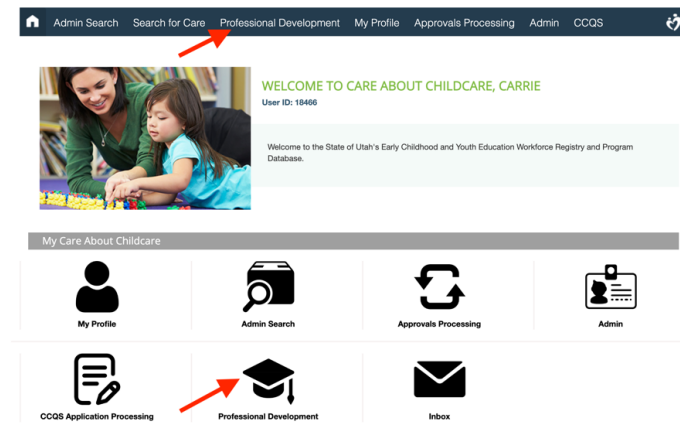 Admin Search Search for Care Professional Development My Profile Approvals Processing Admin CCQS
WELCOME TO CARE ABOUT CHILDCARE, CARRIE
User ID: 18466
Welcome to the State of Utah's Early Childhood and Youth Education Workforce Registry and Program
Database.
My Care About Childcare
My Profile Admin Search Approvals Processing Admin
CCQS Application Processing Professional Development Inbox